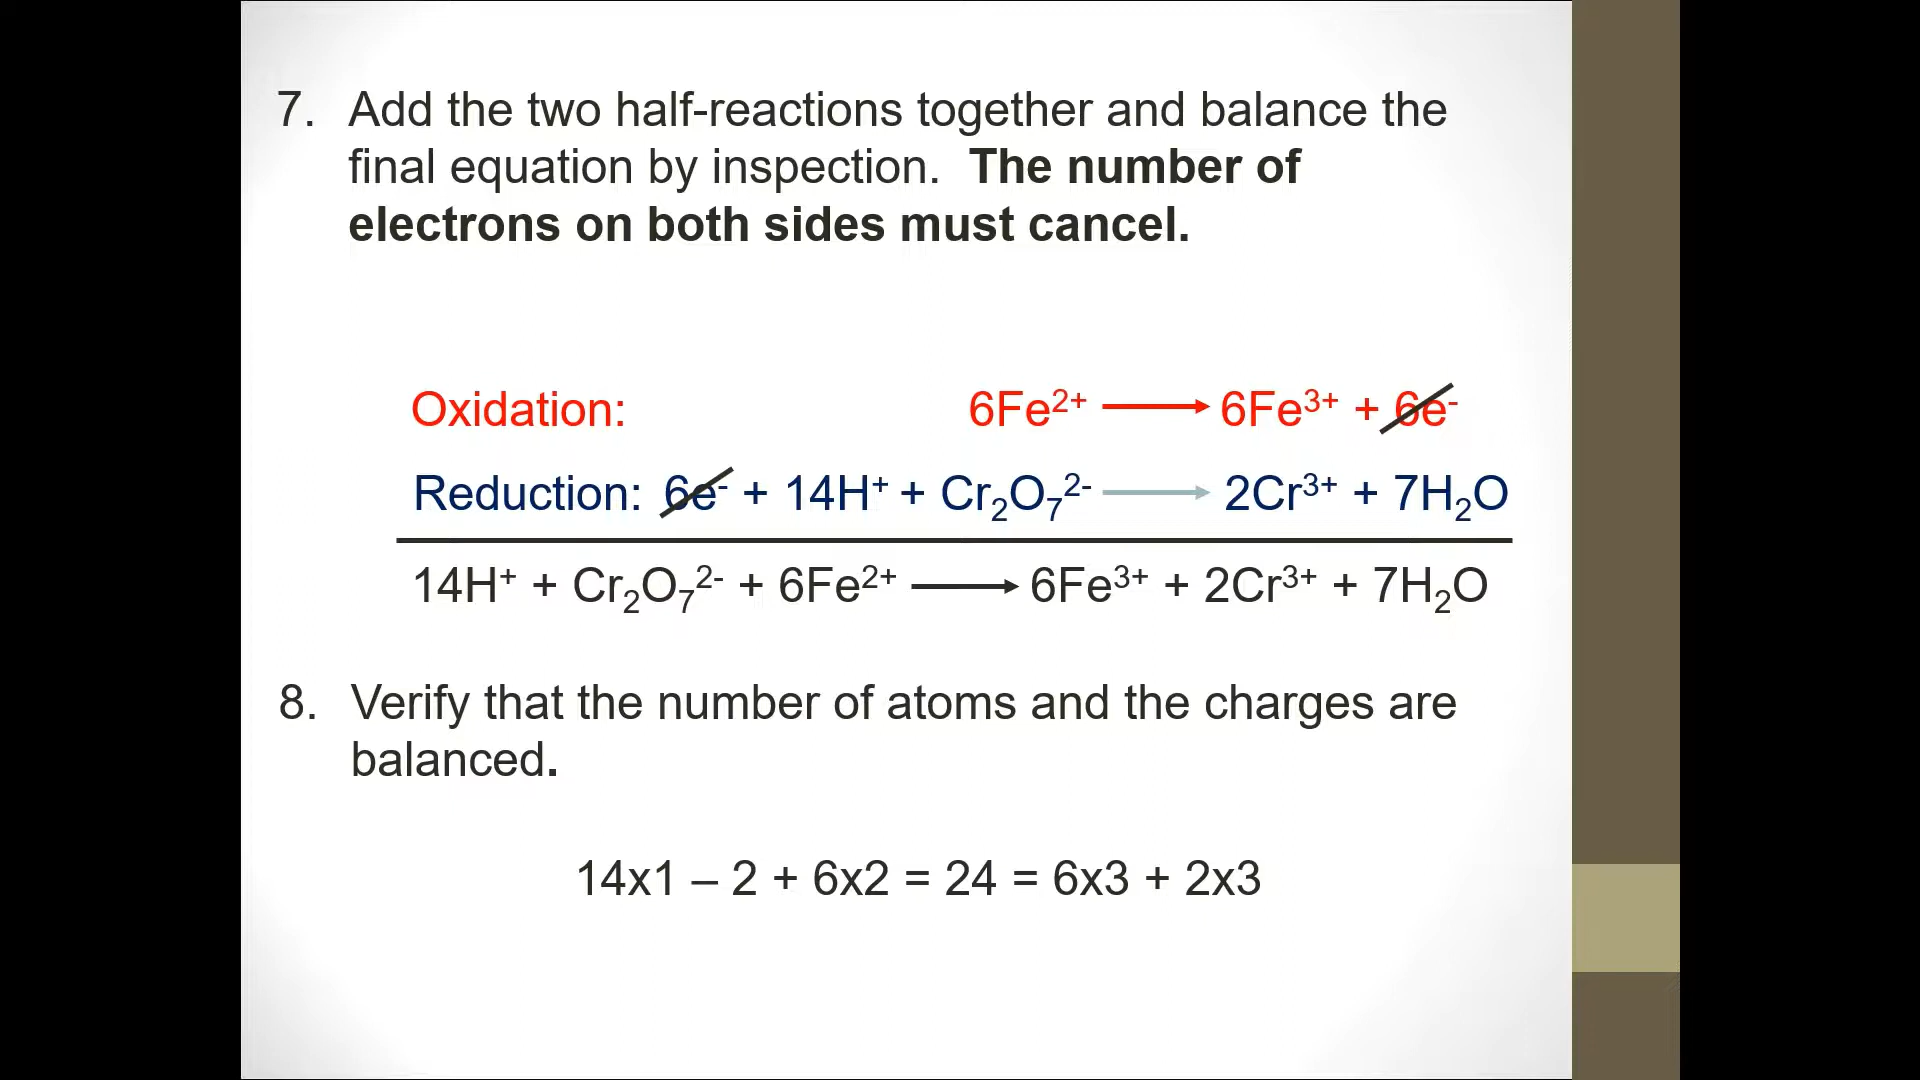 7. Add the two half-reactions together and balance the
final equation by inspection. The number of
electrons on both sides must cancel.
Oxidation: 6Fe²⁺ ⟶ 6Fe³⁺ + 6e⁻
Reduction: 6e⁻ + 14H⁺ + Cr₂O₇²⁻ ⟶ 2Cr³⁺ + 7H₂O
14H⁺ + Cr₂O₇²⁻ + 6Fe²⁺ ⟶ 6Fe³⁺ + 2Cr³⁺ + 7H₂O
8. Verify that the number of atoms and the charges are
balanced.
14x1 – 2 + 6x2 = 24 = 6x3 + 2x3